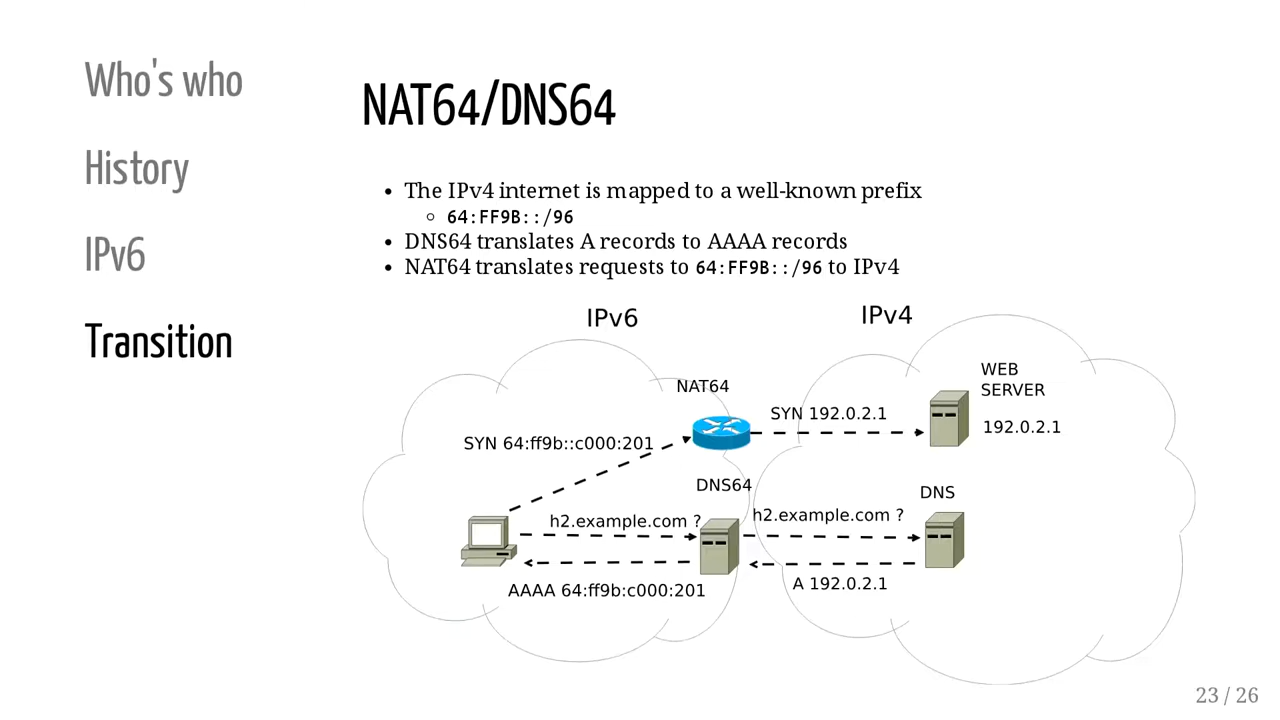 Who's who
History
IPv6
Transition
NAT64/DNS64
• The IPv4 internet is mapped to a well-known prefix
◦ 64:FF9B::/96
• DNS64 translates A records to AAAA records
• NAT64 translates requests to 64:FF9B::/96 to IPv4
IPv6
IPv4
NAT64
WEB
SERVER
192.0.2.1
SYN 192.0.2.1
SYN 64:ff9b::c000:201
DNS64
DNS
h2.example.com ?
h2.example.com ?
AAAA 64:ff9b:c000:201
A 192.0.2.1
23 / 26